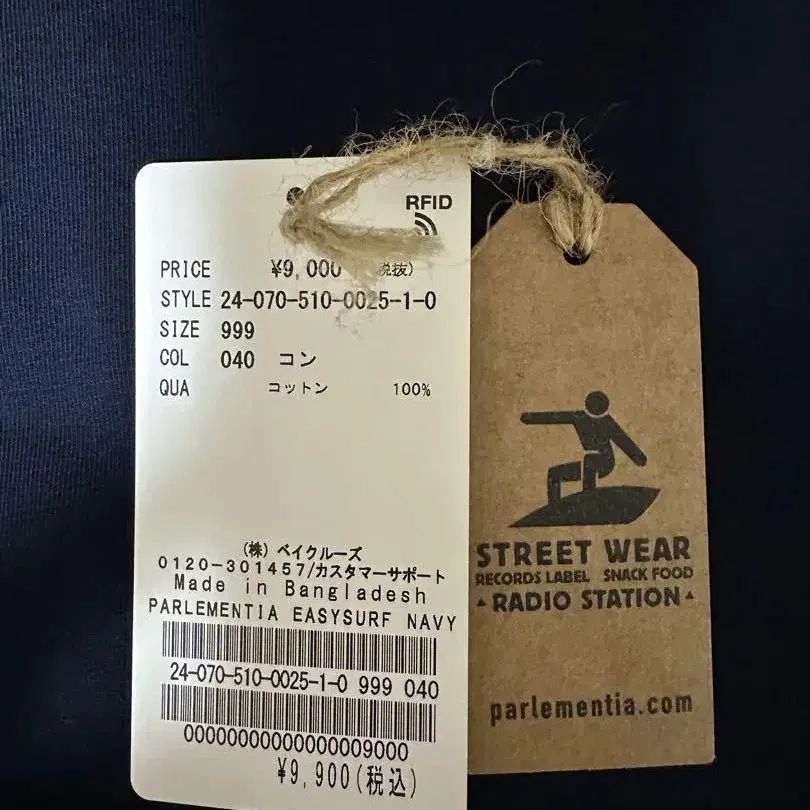 RFID
PRICE ¥9,000 (税抜)
STYLE 24-070-510-0025-1-0
SIZE 999
COL 040 コン
QUA コットン 100%
(株) ベイクルーズ
0120-301457/カスタマーサポート
Made in Bangladesh
PARLEMENTIA EASYSURF NAVY
24-070-510-0025-1-0 999 040
00000000000000009000
¥9,900(税込)
STREET WEAR
RECORDS LABEL SNACK FOOD
RADIO STATION
parlementia.com